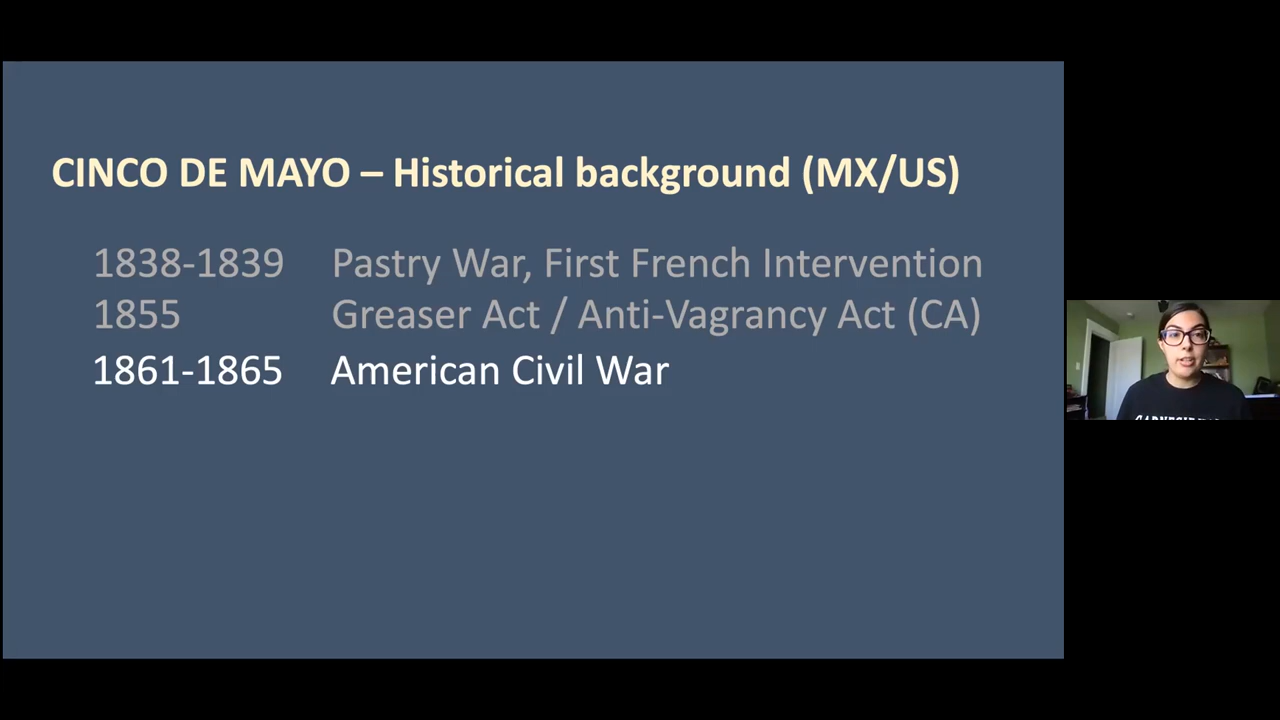 CINCO DE MAYO – Historical background (MX/US)
1838-1839 Pastry War, First French Intervention
1855 Greaser Act / Anti-Vagrancy Act (CA)
1861-1865 American Civil War